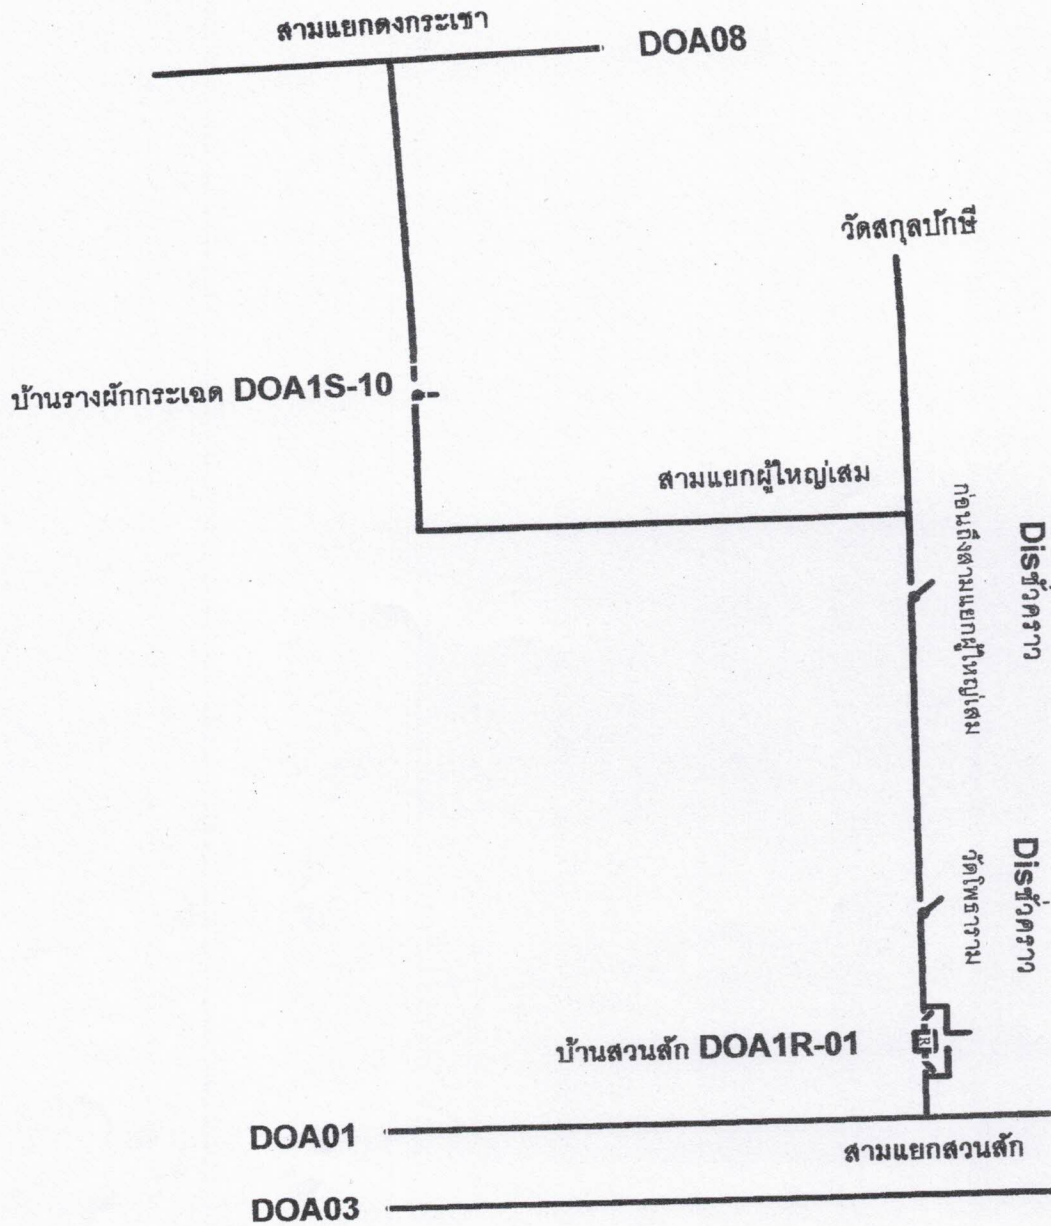 สามแยกดงกระเชา
DOA08
วัดสกุลปักษี
บ้านรางผักกระเฉด DOA1S-10
สามแยกผู้ใหญ่เสม
ก่อนถึงสามแยกผู้ใหญ่เสม
Disชั่วคราว
วัดโพธาราม
Disชั่วคราว
บ้านสวนสัก DOA1R-01
R
DOA01
สามแยกสวนสัก
DOA03